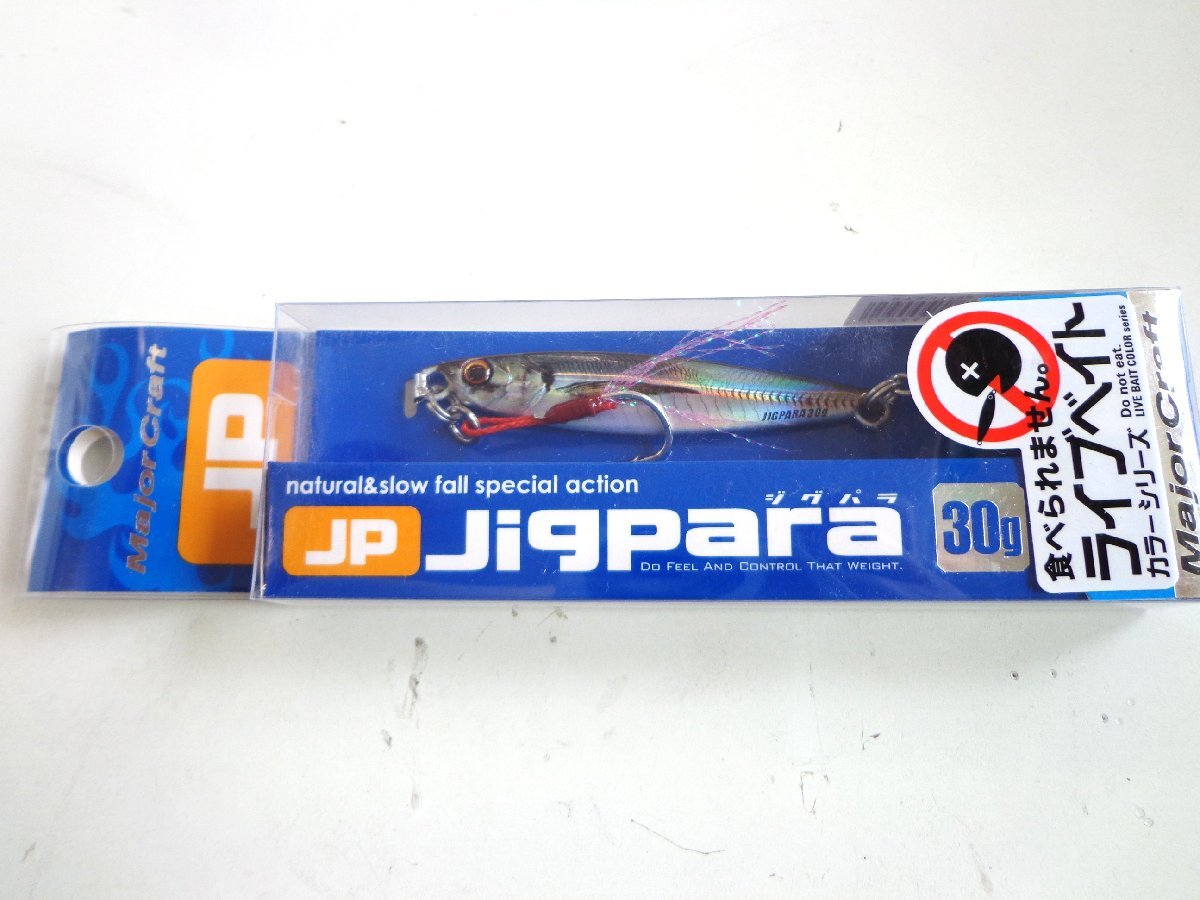 Major Craft
JP
JIGPARA 30g
natural&slow fall special action
JP
ジグパラ
Jigpara
DO FEEL AND CONTROL THAT WEIGHT.
30g
食べられません。
ライブベイト
カラーシリーズ
Do not eat.
LIVE BAIT COLOR series
Major Craft